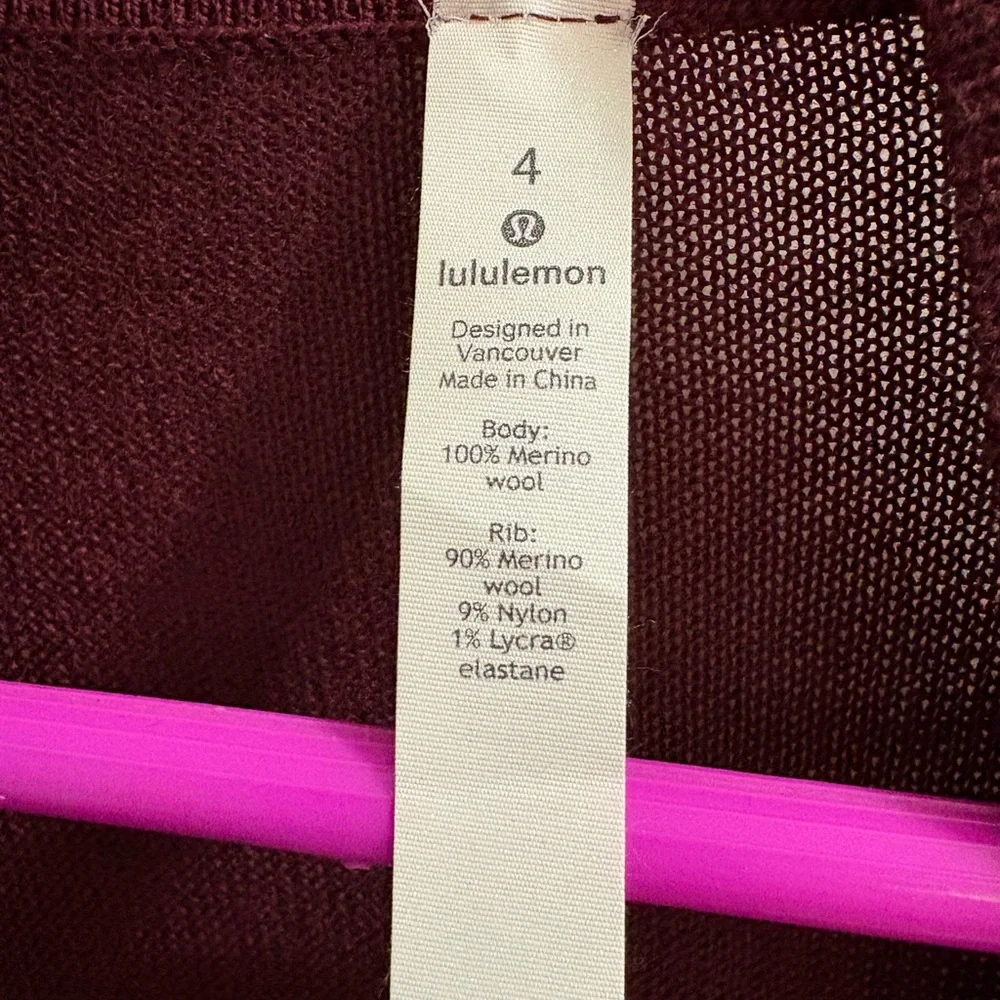 4
lululemon
Designed in
Vancouver
Made in China
Body:
100% Merino
wool
Rib:
90% Merino
wool
9% Nylon
1% Lycra®
elastane